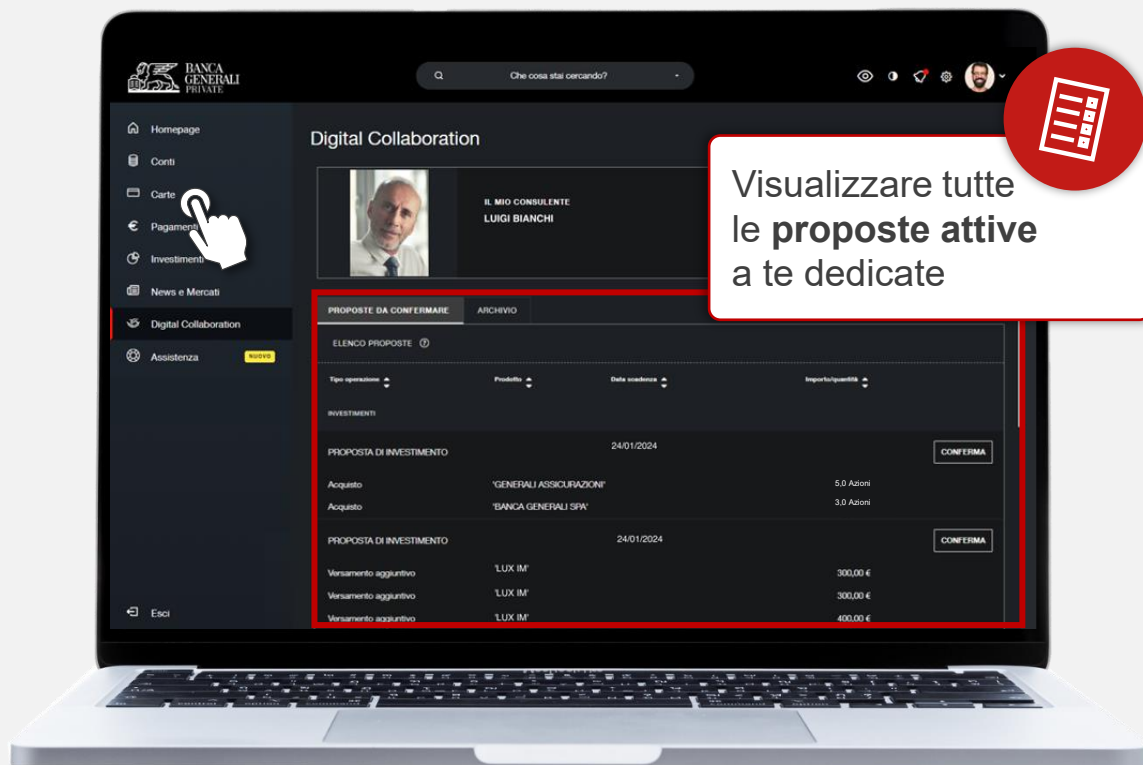 BANCA
GENERALI
PRIVATE
Che cosa stai cercando?
Homepage
Conti
Carte
Pagamenti
Investimenti
News e Mercati
Digital Collaboration
Assistenza
NUOVO
Esci
Digital Collaboration
IL MIO CONSULENTE
LUIGI BIANCHI
Visualizzare tutte
le proposte attive
a te dedicate
PROPOSTE DA CONFERMARE ARCHIVIO
ELENCO PROPOSTE
Tipo operazione Prodotto Data scadenza Importo/quantità
INVESTIMENTI
PROPOSTA DI INVESTIMENTO 24/01/2024 CONFERMA
Acquisto 'GENERALI ASSICURAZIONI' 5,0 Azioni
Acquisto 'BANCA GENERALI SPA' 3,0 Azioni
PROPOSTA DI INVESTIMENTO 24/01/2024 CONFERMA
Versamento aggiuntivo 'LUX IM' 300,00 €
Versamento aggiuntivo 'LUX IM' 300,00 €
Versamento aggiuntivo 'LUX IM' 400,00 €